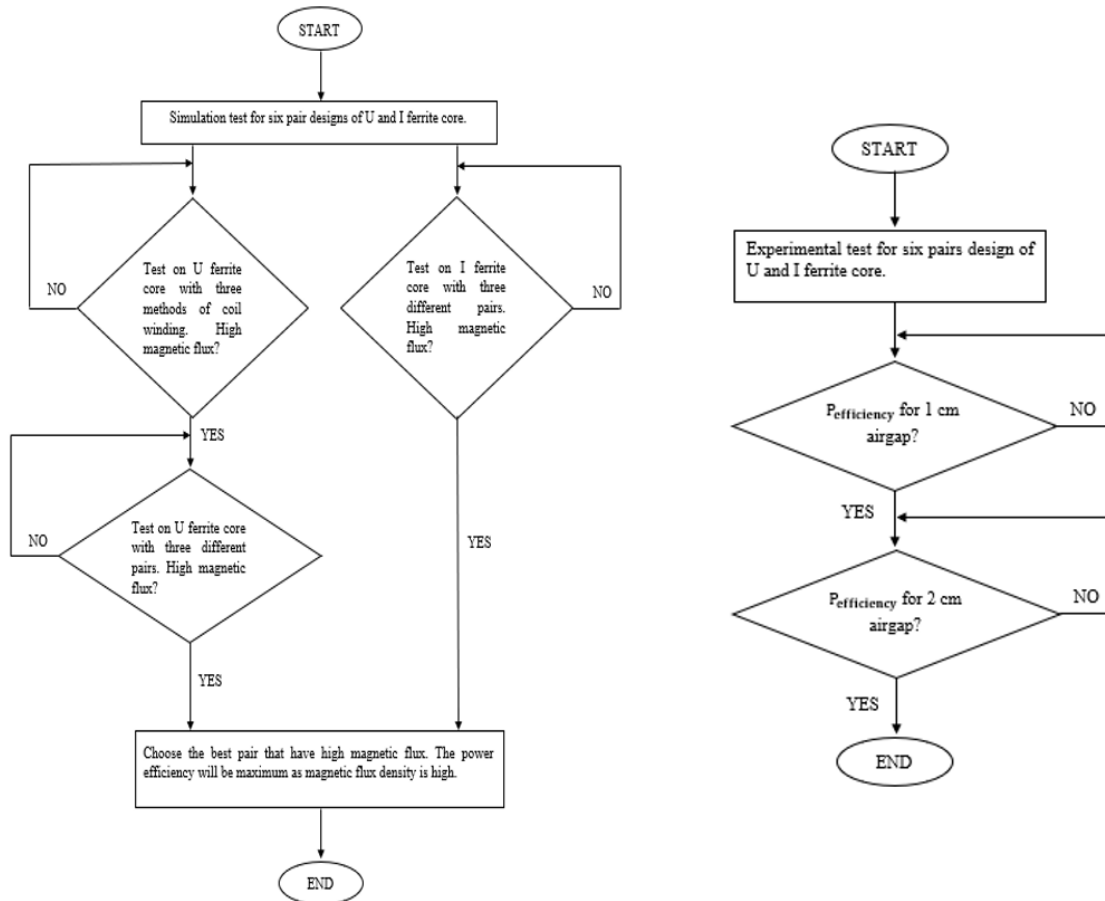 START
Simulation test for six pair designs of U and I ferrite core.
Test on U ferrite
core with three
methods of coil
winding. High
magnetic flux?
NO
Test on I ferrite
core with three
different pairs.
High magnetic
flux?
NO
YES
Test on U ferrite core
with three different
pairs. High magnetic
flux?
NO
YES
YES
Choose the best pair that have high magnetic flux. The power
efficiency will be maximum as magnetic flux density is high.
END
START
Experimental test for six pairs design of
U and I ferrite core.
Pefficiency for 1 cm
airgap?
NO
YES
Pefficiency for 2 cm
airgap?
NO
YES
END